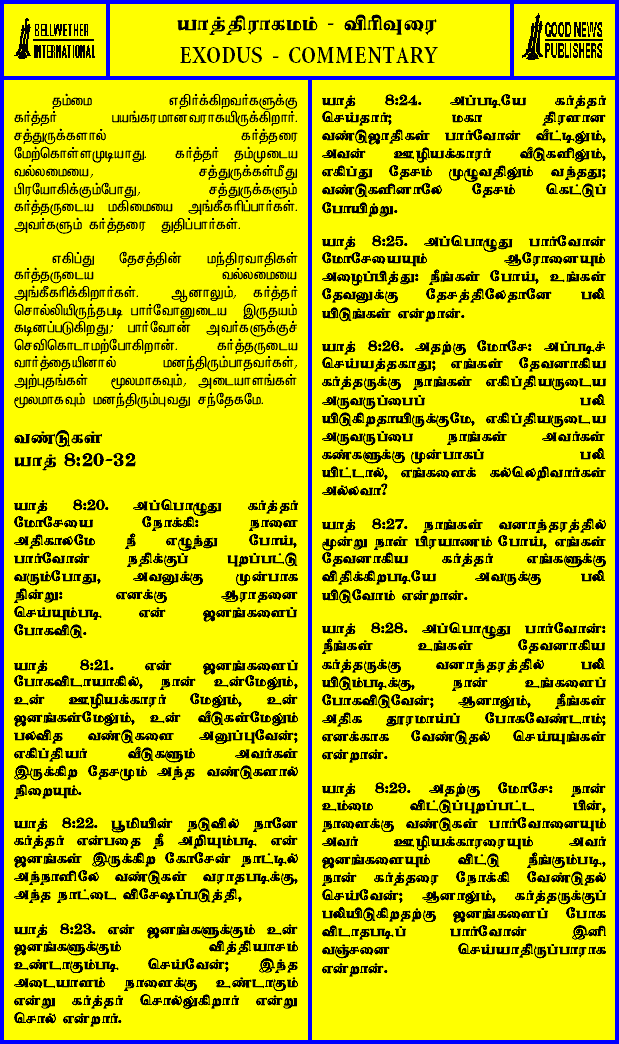 BELLWETHER
INTERNATIONAL
யாத்திராகமம் - விரிவுரை
EXODUS - COMMENTARY
GOOD NEWS
PUBLISHERS
தம்மை எதிர்க்கிறவர்களுக்கு
கர்த்தர் பயங்கரமானவராகயிருக்கிறார்.
சத்துருக்களால் கர்த்தரை
மேற்கொள்ளமுடியாது. கர்த்தர் தம்முடைய
வல்லமையை, சத்துருக்கள்மீது
பிரயோகிக்கும்போது, சத்துருக்களும்
கர்த்தருடைய மகிமையை அங்கீகரிப்பார்கள்.
அவர்களும் கர்த்தரை துதிப்பார்கள்.
எகிப்து தேசத்தின் மந்திரவாதிகள்
கர்த்தருடைய வல்லமையை
அங்கீகரிக்கிறார்கள். ஆனாலும், கர்த்தர்
சொல்லியிருந்தபடி பார்வோனுடைய இருதயம்
கடினப்படுகிறது; பார்வோன் அவர்களுக்குச்
செவிகொடாமற்போகிறான். கர்த்தருடைய
வார்த்தையினால் மனந்திரும்பாதவர்கள்,
அற்புதங்கள் மூலமாகவும், அடையாளங்கள்
மூலமாகவும் மனந்திரும்புவது சந்தேகமே.
வண்டுகள்
யாத் 8:20-32
யாத் 8:20. அப்பொழுது கர்த்தர்
மோசேயை நோக்கி: நாளை
அதிகாலமே நீ எழுந்து போய்,
பார்வோன் நதிக்குப் புறப்பட்டு
வரும்போது, அவனுக்கு முன்பாக
நின்று: எனக்கு ஆராதனை
செய்யும்படி என் ஜனங்களைப்
போகவிடு.
யாத் 8:21. என் ஜனங்களைப்
போகவிடாயாகில், நான் உன்மேலும்,
உன் ஊழியக்காரர் மேலும், உன்
ஜனங்கள்மேலும், உன் வீடுகள்மேலும்
பல்வித வண்டுகளை அனுப்புவேன்;
எகிப்தியர் வீடுகளும் அவர்கள்
இருக்கிற தேசமும் அந்த வண்டுகளால்
நிறையும்.
யாத் 8:22. பூமியின் நடுவில் நானே
கர்த்தர் என்பதை நீ அறியும்படி என்
ஜனங்கள் இருக்கிற கோசேன் நாட்டில்
அந்நாளிலே வண்டுகள் வராதபடிக்கு,
அந்த நாட்டை விசேஷப்படுத்தி,
யாத் 8:23. என் ஜனங்களுக்கும் உன்
ஜனங்களுக்கும் வித்தியாசம்
உண்டாகும்படி செய்வேன்; இந்த
அடையாளம் நாளைக்கு உண்டாகும்
என்று கர்த்தர் சொல்லுகிறார் என்று
சொல் என்றார்.
யாத் 8:24. அப்படியே கர்த்தர்
செய்தார்; மகா திரளான
வண்டுஜாதிகள் பார்வோன் வீட்டிலும்,
அவன் ஊழியக்காரர் வீடுகளிலும்,
எகிப்து தேசம் முழுவதிலும் வந்தது;
வண்டுகளினாலே தேசம் கெட்டுப்
போயிற்று.
யாத் 8:25. அப்பொழுது பார்வோன்
மோசேயையும் ஆரோனையும்
அழைப்பித்து: நீங்கள் போய், உங்கள்
தேவனுக்கு தேசத்திலேதானே பலி
யிடுங்கள் என்றான்.
யாத் 8:26. அதற்கு மோசே: அப்படிச்
செய்யத்தகாது; எங்கள் தேவனாகிய
கர்த்தருக்கு நாங்கள் எகிப்தியருடைய
அருவருப்பைப் பலி
யிடுகிறதாயிருக்குமே, எகிப்தியருடைய
அருவருப்பை நாங்கள் அவர்கள்
கண்களுக்கு முன்பாகப் பலி
யிட்டால், எங்களைக் கல்லெறிவார்கள்
அல்லவா?
யாத் 8:27. நாங்கள் வனாந்தரத்தில்
மூன்று நாள் பிரயாணம் போய், எங்கள்
தேவனாகிய கர்த்தர் எங்களுக்கு
விதிக்கிறபடியே அவருக்கு பலி
யிடுவோம் என்றான்.
யாத் 8:28. அப்பொழுது பார்வோன்:
நீங்கள் உங்கள் தேவனாகிய
கர்த்தருக்கு வனாந்தரத்தில் பலி
யிடும்படிக்கு, நான் உங்களைப்
போகவிடுவேன்; ஆனாலும், நீங்கள்
அதிக தூரமாய்ப் போகவேண்டாம்;
எனக்காக வேண்டுதல் செய்யுங்கள்
என்றான்.
யாத் 8:29. அதற்கு மோசே: நான்
உம்மை விட்டுப்புறப்பட்ட பின்,
நாளைக்கு வண்டுகள் பார்வோனையும்
அவர் ஊழியக்காரரையும் அவர்
ஜனங்களையும் விட்டு நீங்கும்படி,
நான் கர்த்தரை நோக்கி வேண்டுதல்
செய்வேன்; ஆனாலும், கர்த்தருக்குப்
பலியிடுகிறதற்கு ஜனங்களைப் போக
விடாதபடிப் பார்வோன் இனி
வஞ்சனை செய்யாதிருப்பாராக
என்றான்.